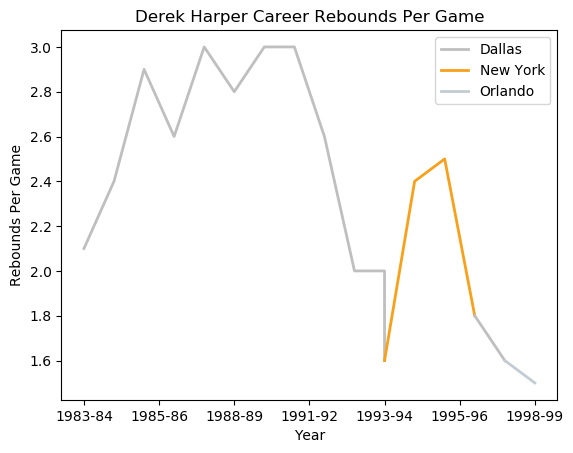 Derek Harper Career Rebounds Per Game
Dallas
New York
Orlando
Rebounds Per Game
3.0
2.8
2.6
2.4
2.2
2.0
1.8
1.6
1983-84 1985-86 1988-89 1991-92 1993-94 1995-96 1998-99
Year